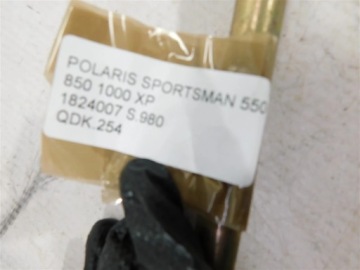 POLARIS SPORTSMAN 550
850 1000 XP
1824007 S.980
QDK.254